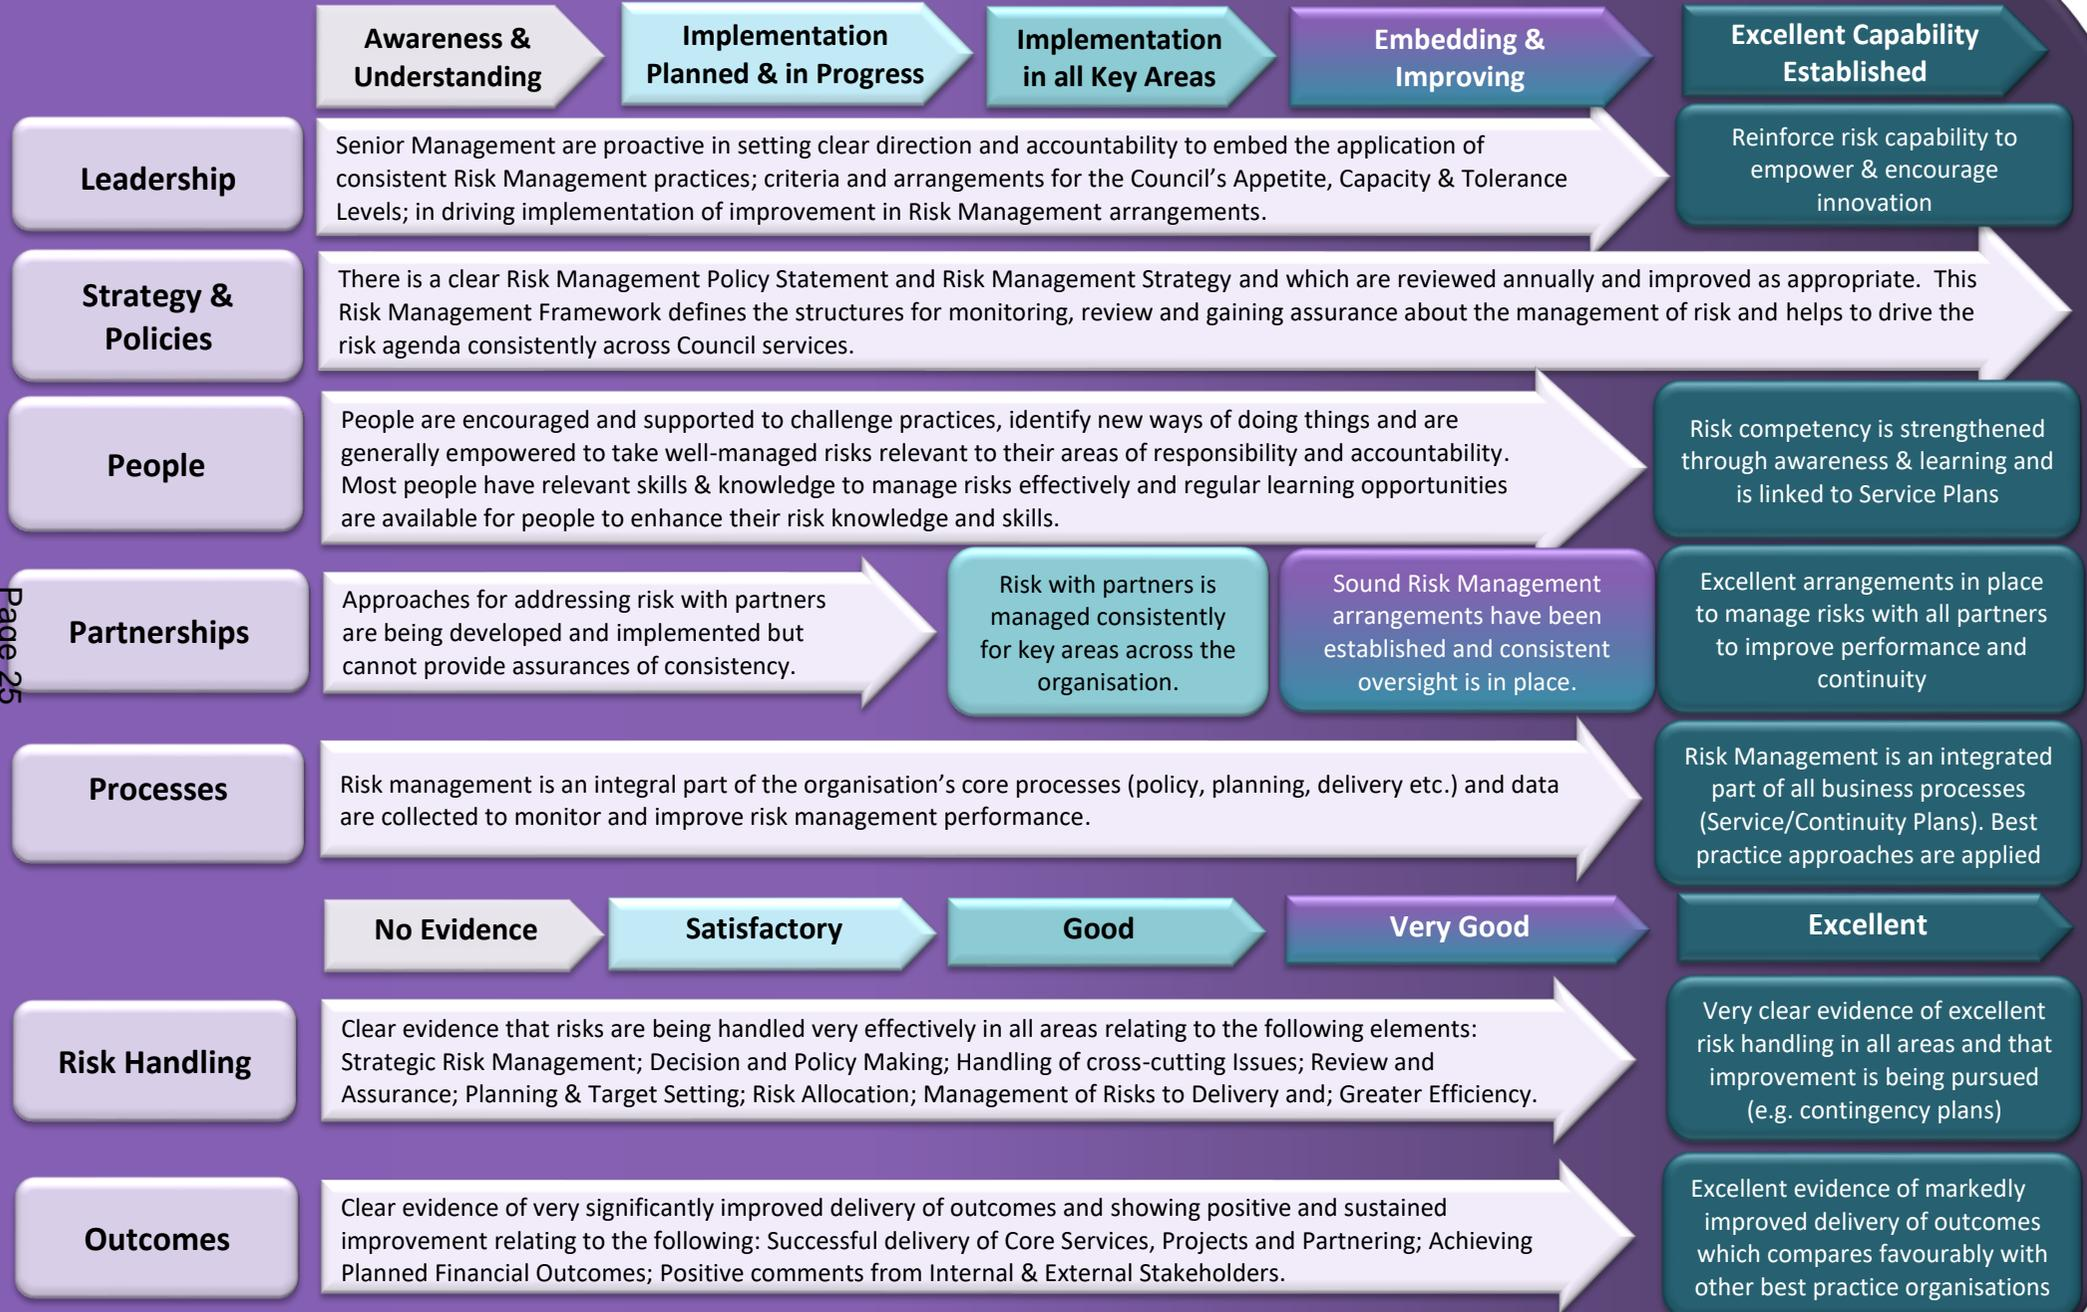 Awareness &
Understanding
Implementation
Planned & in Progress
Implementation
in all Key Areas
Embedding &
Improving
Excellent Capability
Established
Leadership
Senior Management are proactive in setting clear direction and accountability to embed the application of
consistent Risk Management practices; criteria and arrangements for the Council’s Appetite, Capacity & Tolerance
Levels; in driving implementation of improvement in Risk Management arrangements.
Reinforce risk capability to
empower & encourage
innovation
Strategy &
Policies
There is a clear Risk Management Policy Statement and Risk Management Strategy and which are reviewed annually and improved as appropriate.  This
Risk Management Framework defines the structures for monitoring, review and gaining assurance about the management of risk and helps to drive the
risk agenda consistently across Council services.
People
People are encouraged and supported to challenge practices, identify new ways of doing things and are
generally empowered to take well-managed risks relevant to their areas of responsibility and accountability.
Most people have relevant skills & knowledge to manage risks effectively and regular learning opportunities
are available for people to enhance their risk knowledge and skills.
Risk competency is strengthened
through awareness & learning and
is linked to Service Plans
Page 25
Partnerships
Approaches for addressing risk with partners
are being developed and implemented but
cannot provide assurances of consistency.
Risk with partners is
managed consistently
for key areas across the
organisation.
Sound Risk Management
arrangements have been
established and consistent
oversight is in place.
Excellent arrangements in place
to manage risks with all partners
to improve performance and
continuity
Processes
Risk management is an integral part of the organisation’s core processes (policy, planning, delivery etc.) and data
are collected to monitor and improve risk management performance.
Risk Management is an integrated
part of all business processes
(Service/Continuity Plans). Best
practice approaches are applied
No Evidence
Satisfactory
Good
Very Good
Excellent
Risk Handling
Clear evidence that risks are being handled very effectively in all areas relating to the following elements:
Strategic Risk Management; Decision and Policy Making; Handling of cross-cutting Issues; Review and
Assurance; Planning & Target Setting; Risk Allocation; Management of Risks to Delivery and; Greater Efficiency.
Very clear evidence of excellent
risk handling in all areas and that
improvement is being pursued
(e.g. contingency plans)
Outcomes
Clear evidence of very significantly improved delivery of outcomes and showing positive and sustained
improvement relating to the following: Successful delivery of Core Services, Projects and Partnering; Achieving
Planned Financial Outcomes; Positive comments from Internal & External Stakeholders.
Excellent evidence of markedly
improved delivery of outcomes
which compares favourably with
other best practice organisations